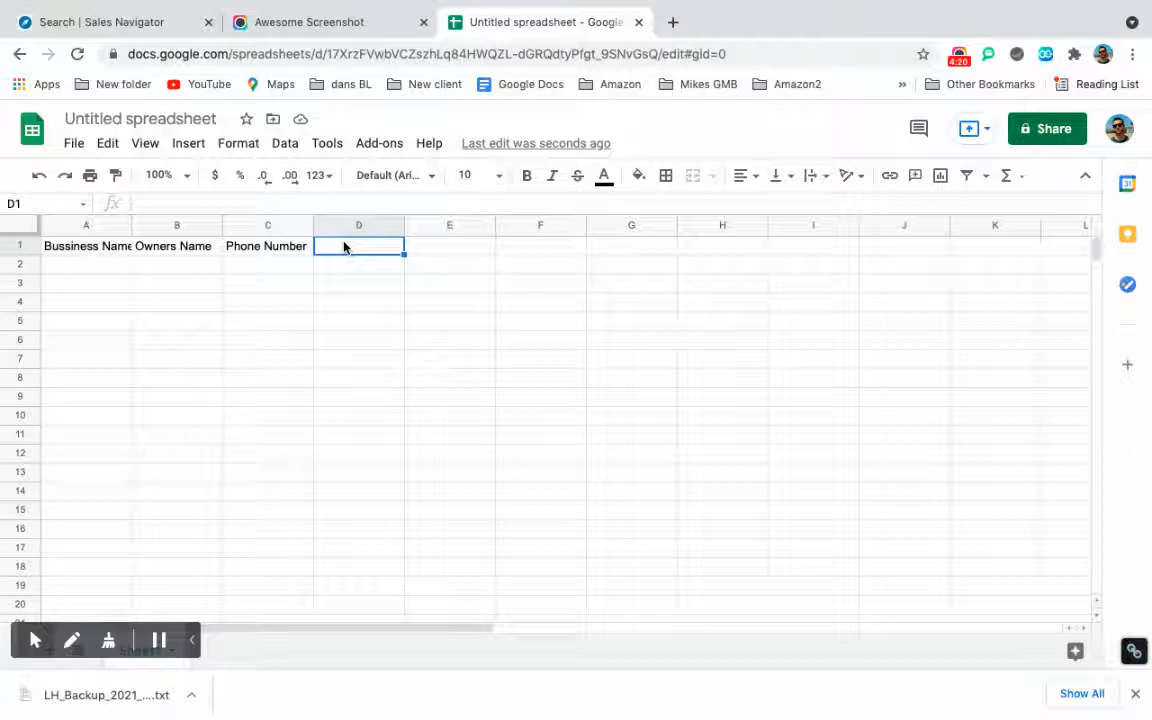 Search | Sales Navigator
Awesome Screenshot
Untitled spreadsheet - Google
docs.google.com/spreadsheets/d/17XrzFVwbVCZszhLq84HWQZL-dGRQdtyPfgt_9SNvGsQ/edit#gid=0
4:20
Apps New folder YouTube Maps dans BL New client Google Docs Amazon Mikes GMB Amazon2 » Other Bookmarks Reading List
Untitled spreadsheet
Share
File Edit View Insert Format Data Tools Add-ons Help Last edit was seconds ago
100% $ % .0 .00 123 Default (Ari... 10 B I S A Σ
D1 fx
A B C D E F G H I J K L
1 Bussiness Name Owners Name Phone Number
2
3
4
5
6
7
8
9
10
11
12
13
14
15
16
17
18
19
20
31
LH_Backup_2021_....txt
Show All